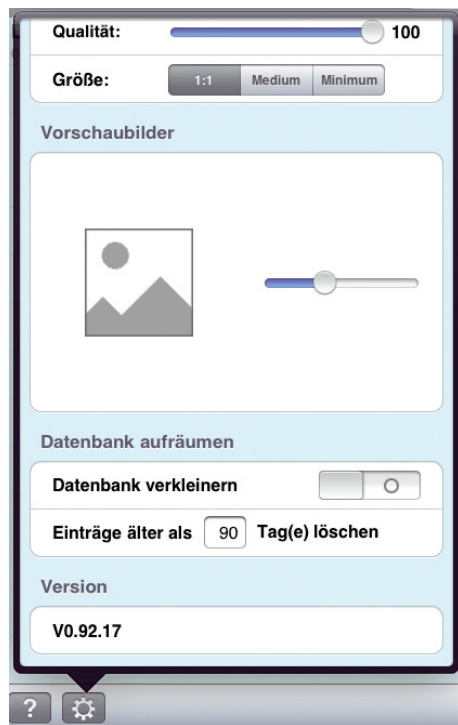 Qualität: 100
Größe: 1:1 Medium Minimum
Vorschaubilder
Datenbank aufräumen
Datenbank verkleinern
Einträge älter als 90 Tag(e) löschen
Version
V0.92.17
?